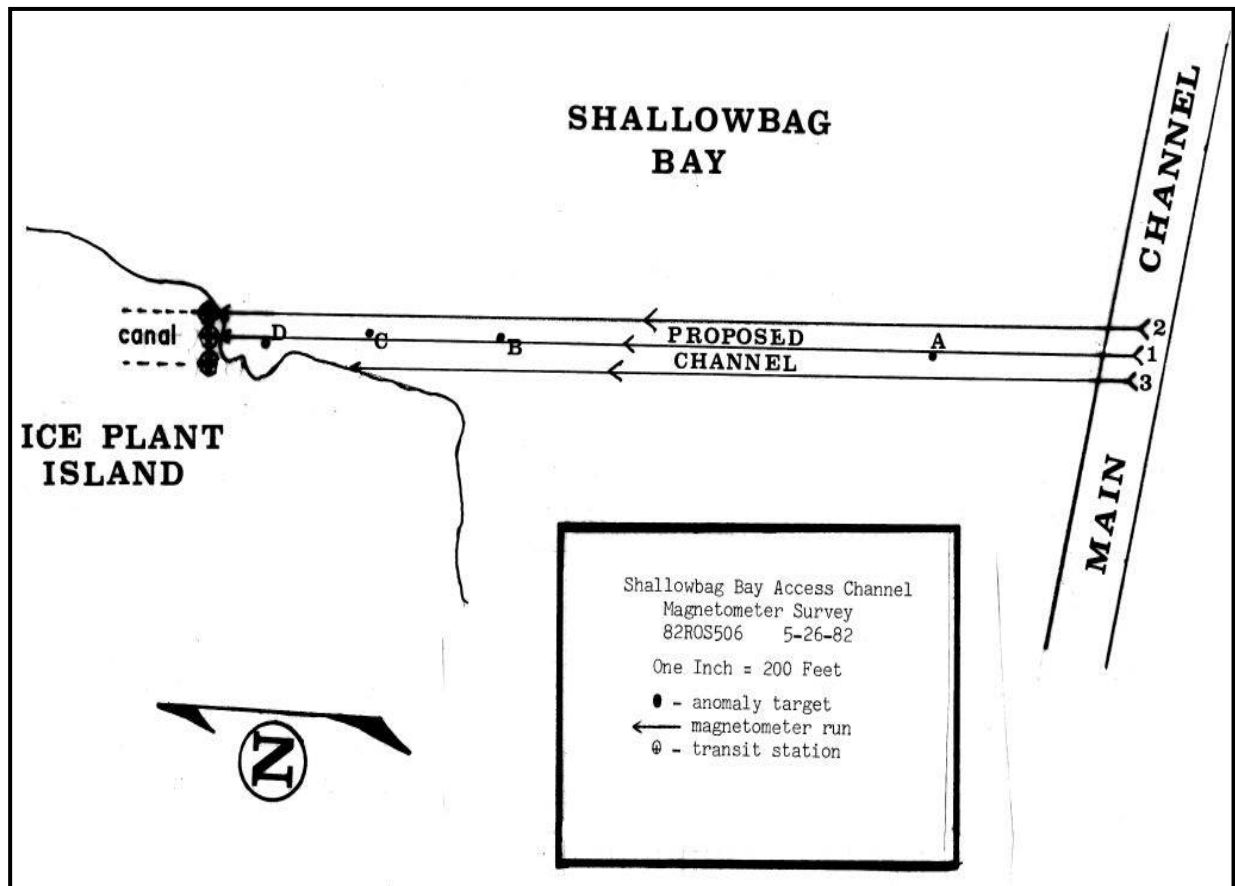 SHALLOWBAG
BAY
MAIN CHANNEL
2
PROPOSED
A
1
canal
D
C
B
CHANNEL
3
ICE PLANT
ISLAND
Shallowbag Bay Access Channel
Magnetometer Survey
82ROS506 5-26-82
One Inch = 200 Feet
- anomaly target
- magnetometer run
- transit station
N